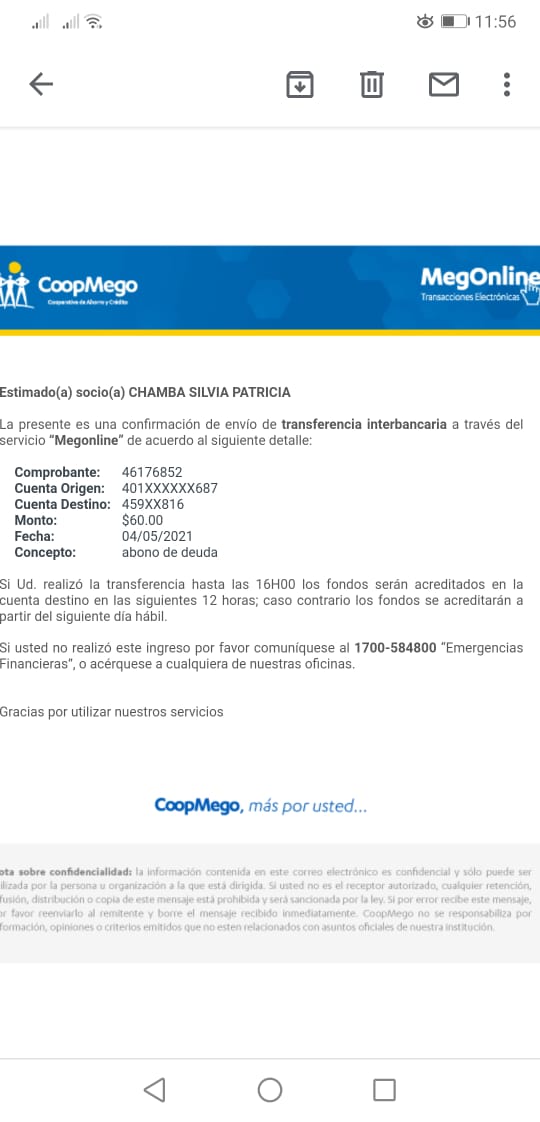 11:56
CoopMego
Cooperativa de Ahorro y Crédito
MegOnline
Transacciones Electrónicas
Estimado(a) socio(a) CHAMBA SILVIA PATRICIA
La presente es una confirmación de envío de transferencia interbancaria a través del
servicio “Megonline” de acuerdo al siguiente detalle:
Comprobante: 46176852
Cuenta Origen: 401XXXXXX687
Cuenta Destino: 459XX816
Monto: $60.00
Fecha: 04/05/2021
Concepto: abono de deuda
Si Ud. realizó la transferencia hasta las 16H00 los fondos serán acreditados en la
cuenta destino en las siguientes 12 horas; caso contrario los fondos se acreditarán a
partir del siguiente día hábil.
Si usted no realizó este ingreso por favor comuníquese al 1700-584800 “Emergencias
Financieras”, o acérquese a cualquiera de nuestras oficinas.
Gracias por utilizar nuestros servicios
CoopMego, más por usted...
ota sobre confidencialidad: la información contenida en este correo electrónico es confidencial y sólo puede ser
ilizada por la persona u organización a la que está dirigida. Si usted no es el receptor autorizado, cualquier retención,
fusión, distribución o copia de este mensaje está prohibida y será sancionada por la ley. Si por error recibe este mensaje,
or favor reenviarlo al remitente y borre el mensaje recibido inmediatamente. CoopMego no se responsabiliza por
formación, opiniones o criterios emitidos que no esten relacionados con asuntos oficiales de nuestra institución.